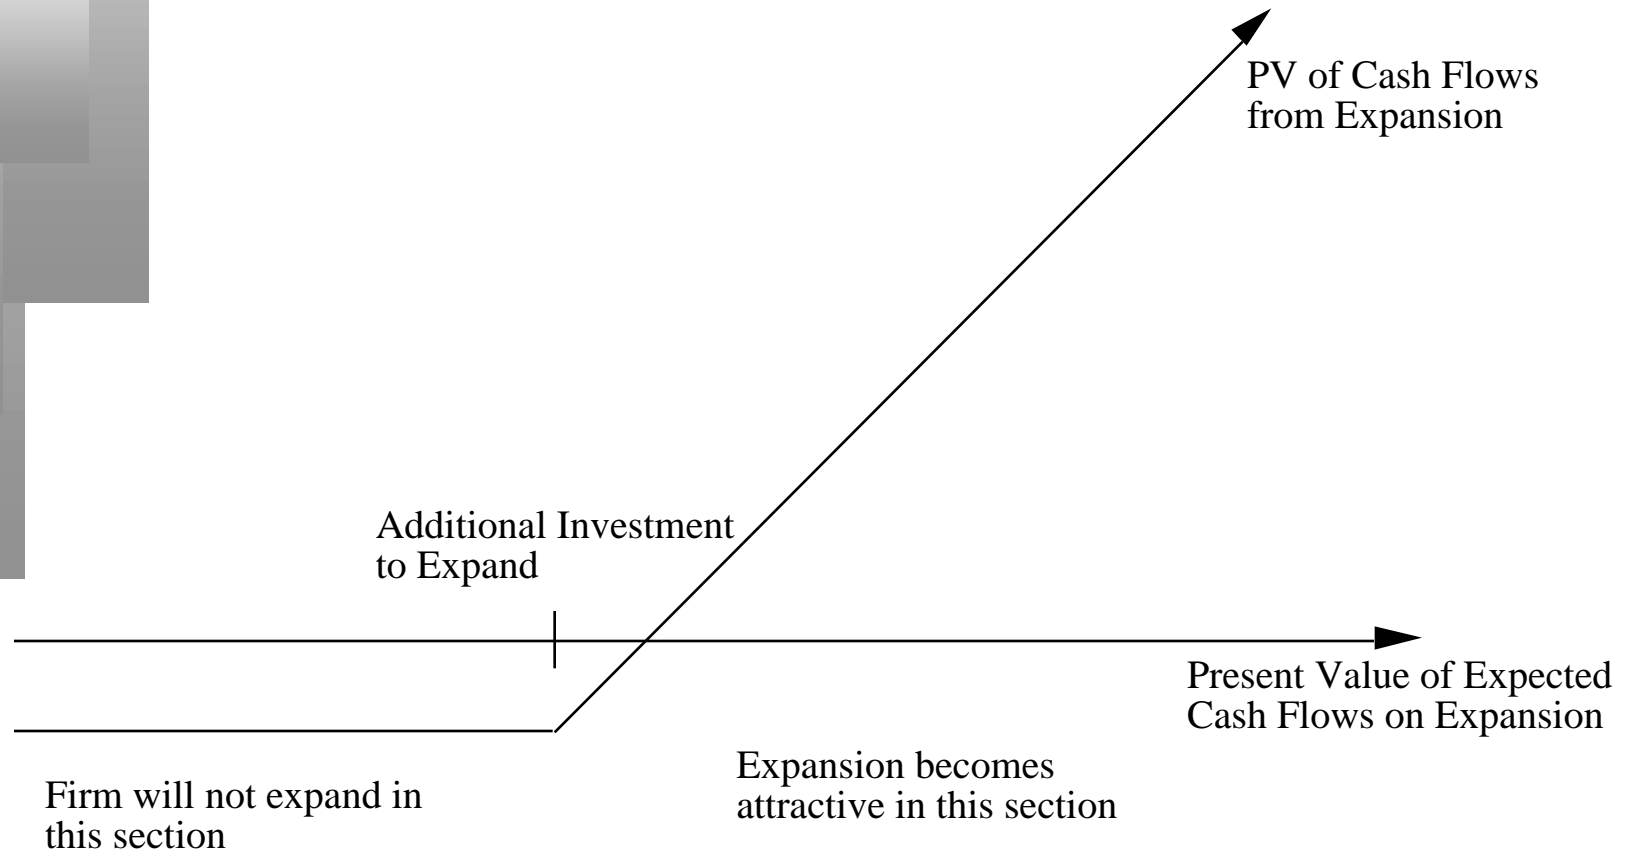 PV of Cash Flows
from Expansion
Additional Investment
to Expand
Present Value of Expected
Cash Flows on Expansion
Expansion becomes
attractive in this section
Firm will not expand in
this section